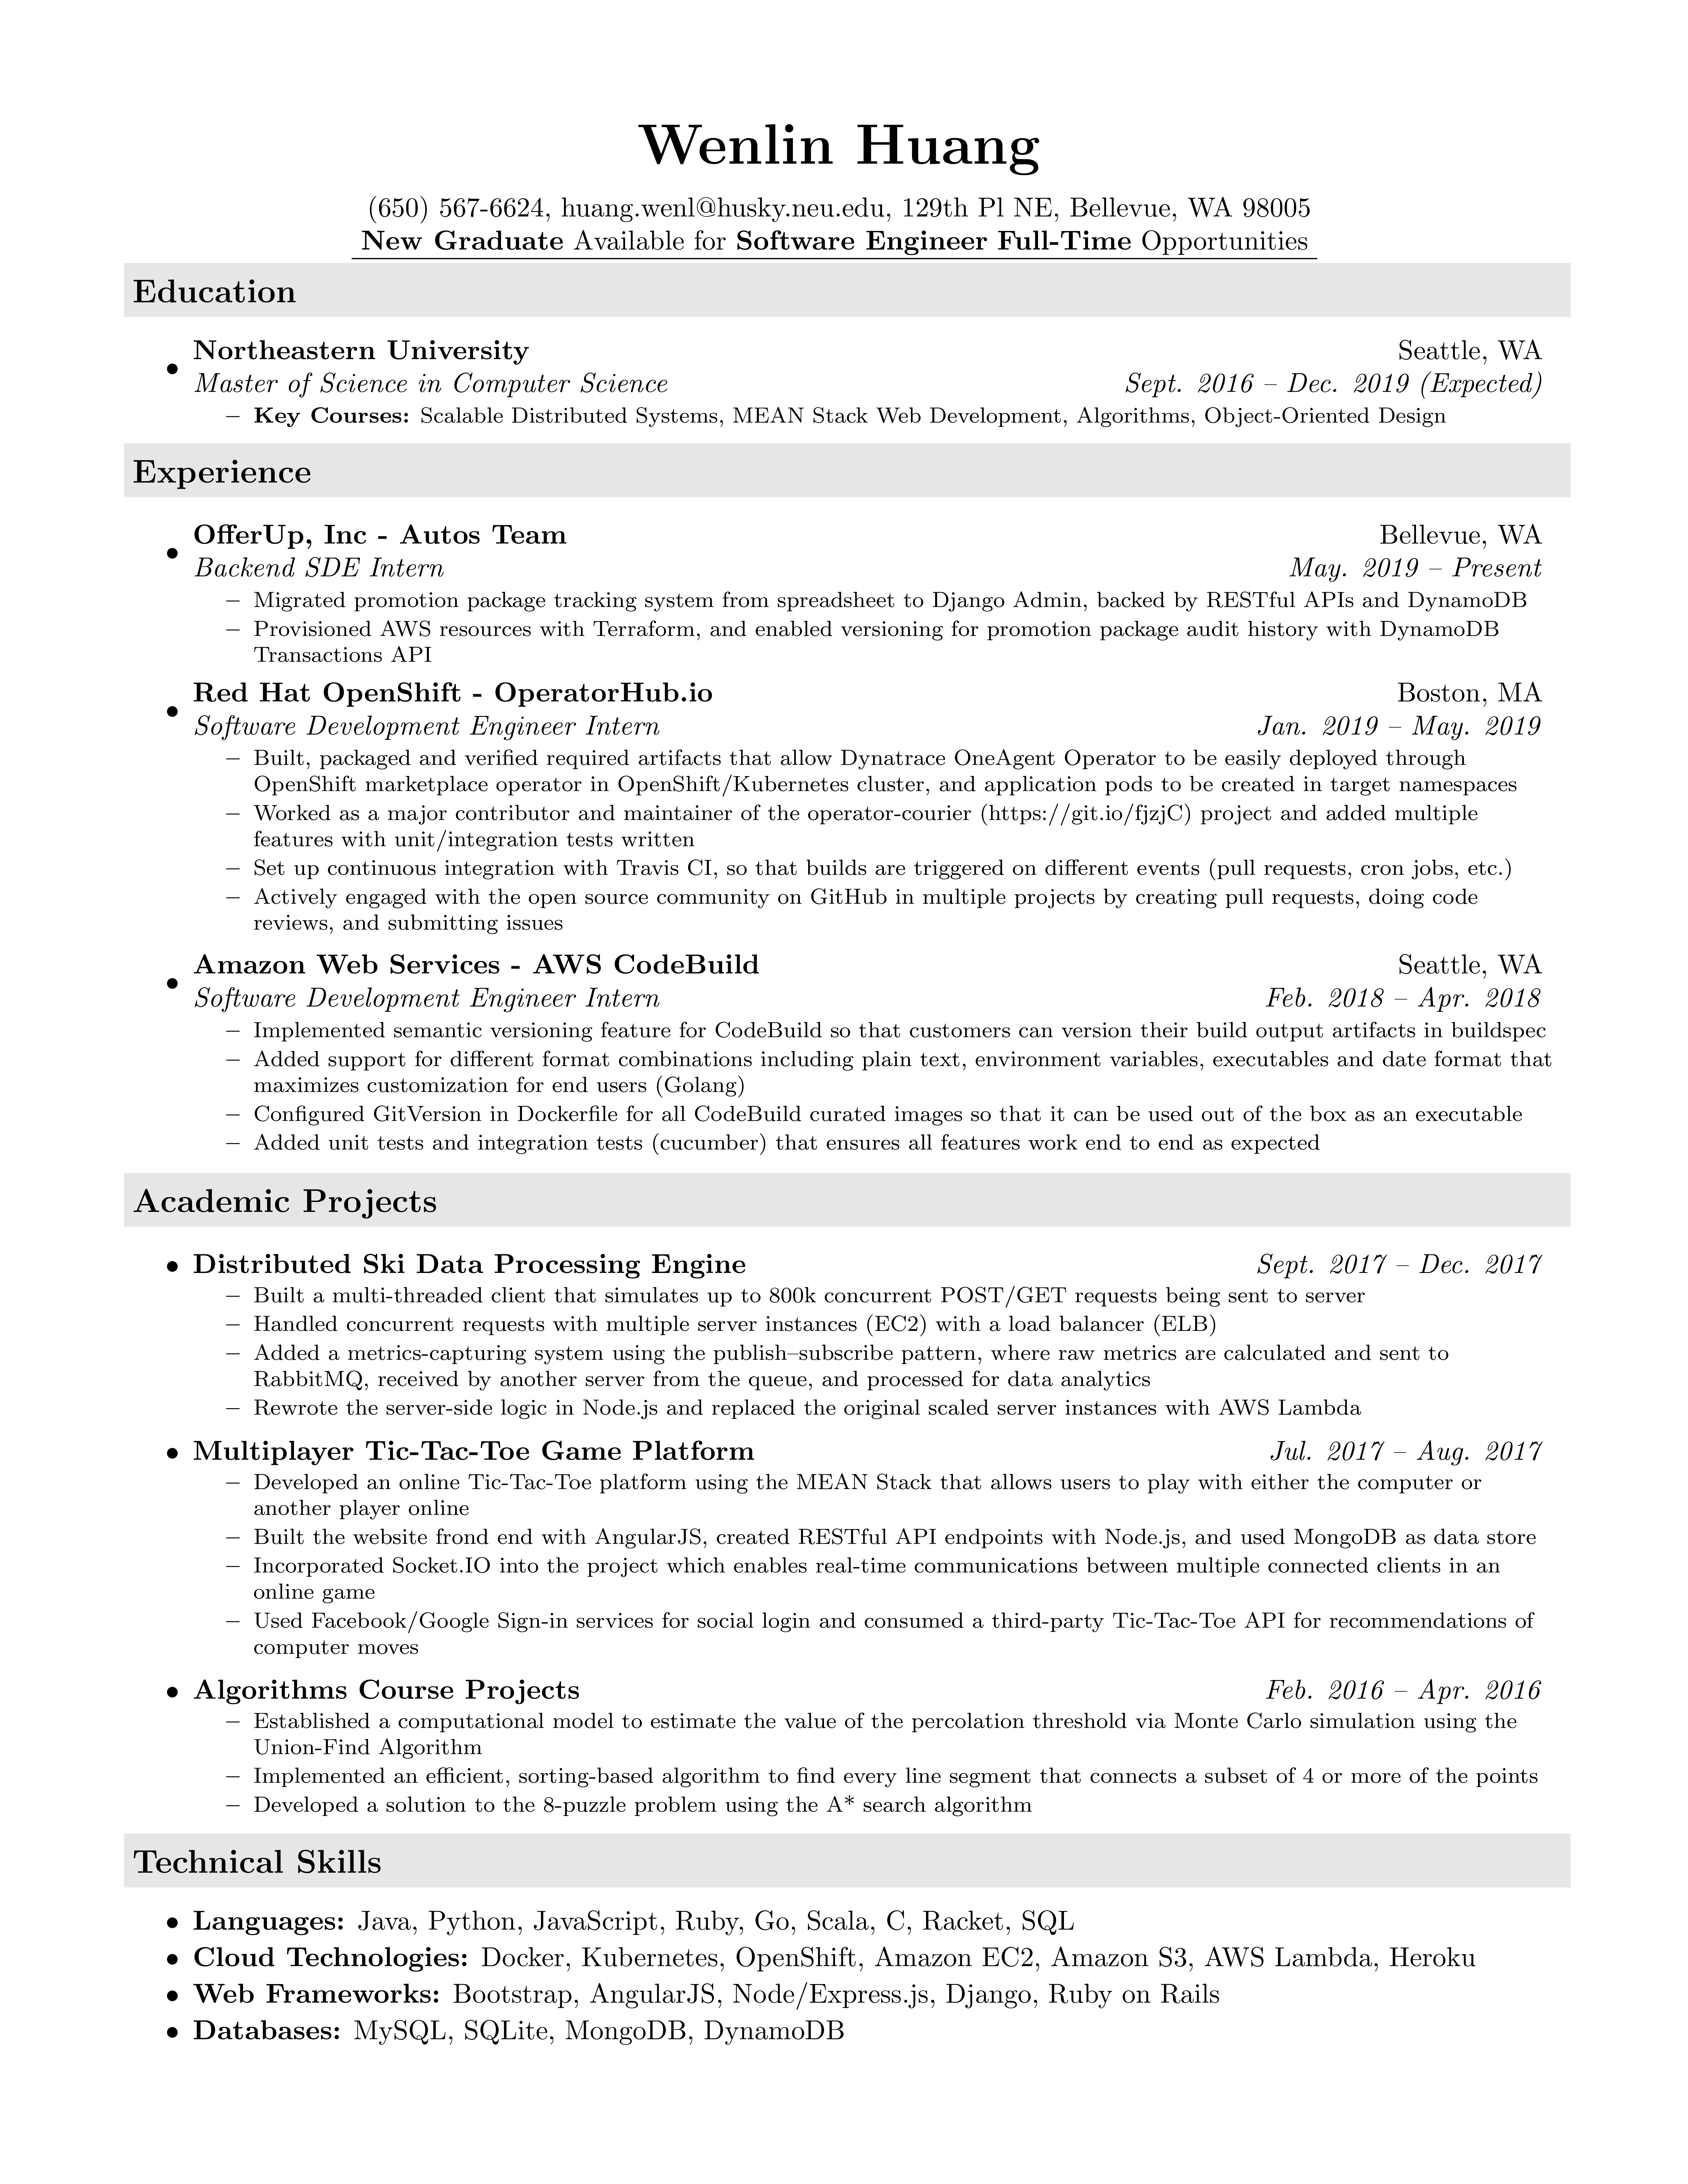 Wenlin Huang
(650) 567-6624, huang.wenl@husky.neu.edu, 129th Pl NE, Bellevue, WA 98005
New Graduate Available for Software Engineer Full-Time Opportunities
Education
• Northeastern University Seattle, WA
Master of Science in Computer Science Sept. 2016 – Dec. 2019 (Expected)
– Key Courses: Scalable Distributed Systems, MEAN Stack Web Development, Algorithms, Object-Oriented Design
Experience
• OfferUp, Inc - Autos Team Bellevue, WA
Backend SDE Intern May. 2019 – Present
– Migrated promotion package tracking system from spreadsheet to Django Admin, backed by RESTful APIs and DynamoDB
– Provisioned AWS resources with Terraform, and enabled versioning for promotion package audit history with DynamoDB
Transactions API
• Red Hat OpenShift - OperatorHub.io Boston, MA
Software Development Engineer Intern Jan. 2019 – May. 2019
– Built, packaged and verified required artifacts that allow Dynatrace OneAgent Operator to be easily deployed through
OpenShift marketplace operator in OpenShift/Kubernetes cluster, and application pods to be created in target namespaces
– Worked as a major contributor and maintainer of the operator-courier (https://git.io/fjzjC) project and added multiple
features with unit/integration tests written
– Set up continuous integration with Travis CI, so that builds are triggered on different events (pull requests, cron jobs, etc.)
– Actively engaged with the open source community on GitHub in multiple projects by creating pull requests, doing code
reviews, and submitting issues
• Amazon Web Services - AWS CodeBuild Seattle, WA
Software Development Engineer Intern Feb. 2018 – Apr. 2018
– Implemented semantic versioning feature for CodeBuild so that customers can version their build output artifacts in buildspec
– Added support for different format combinations including plain text, environment variables, executables and date format that
maximizes customization for end users (Golang)
– Configured GitVersion in Dockerfile for all CodeBuild curated images so that it can be used out of the box as an executable
– Added unit tests and integration tests (cucumber) that ensures all features work end to end as expected
Academic Projects
• Distributed Ski Data Processing Engine Sept. 2017 – Dec. 2017
– Built a multi-threaded client that simulates up to 800k concurrent POST/GET requests being sent to server
– Handled concurrent requests with multiple server instances (EC2) with a load balancer (ELB)
– Added a metrics-capturing system using the publish–subscribe pattern, where raw metrics are calculated and sent to
RabbitMQ, received by another server from the queue, and processed for data analytics
– Rewrote the server-side logic in Node.js and replaced the original scaled server instances with AWS Lambda
• Multiplayer Tic-Tac-Toe Game Platform Jul. 2017 – Aug. 2017
– Developed an online Tic-Tac-Toe platform using the MEAN Stack that allows users to play with either the computer or
another player online
– Built the website frond end with AngularJS, created RESTful API endpoints with Node.js, and used MongoDB as data store
– Incorporated Socket.IO into the project which enables real-time communications between multiple connected clients in an
online game
– Used Facebook/Google Sign-in services for social login and consumed a third-party Tic-Tac-Toe API for recommendations of
computer moves
• Algorithms Course Projects Feb. 2016 – Apr. 2016
– Established a computational model to estimate the value of the percolation threshold via Monte Carlo simulation using the
Union-Find Algorithm
– Implemented an efficient, sorting-based algorithm to find every line segment that connects a subset of 4 or more of the points
– Developed a solution to the 8-puzzle problem using the A* search algorithm
Technical Skills
• Languages: Java, Python, JavaScript, Ruby, Go, Scala, C, Racket, SQL
• Cloud Technologies: Docker, Kubernetes, OpenShift, Amazon EC2, Amazon S3, AWS Lambda, Heroku
• Web Frameworks: Bootstrap, AngularJS, Node/Express.js, Django, Ruby on Rails
• Databases: MySQL, SQLite, MongoDB, DynamoDB